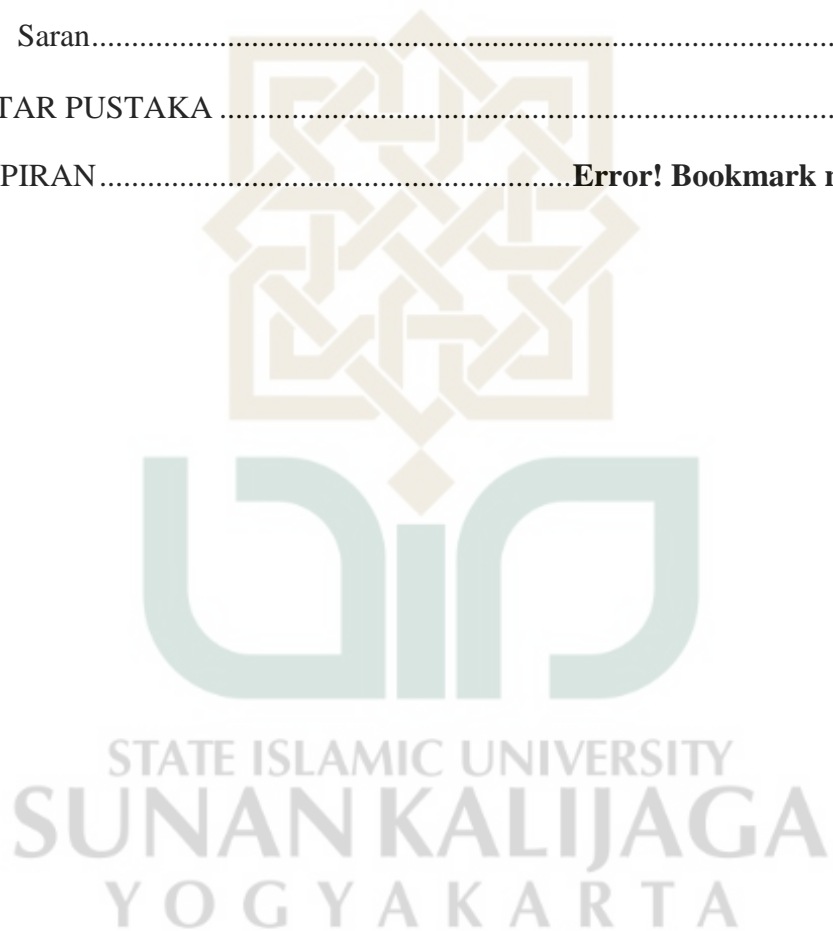 Saran..........................................................................................
TAR PUSTAKA ............................................................................
PIRAN...........................................................Error! Bookmark n
STATE ISLAMIC UNIVERSITY
SUNAN KALIJAGA
YOGYAKARTA